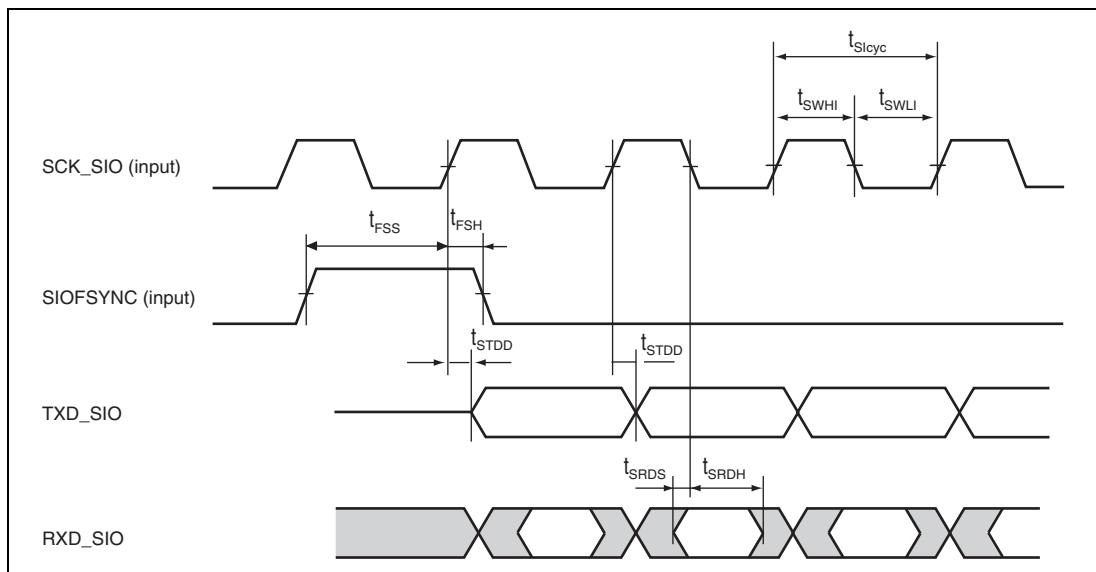 tSIcyc
tSWHI tSWLI
SCK_SIO (input)
tFSS tFSH
SIOFSYNC (input)
tSTDD tSTDD
TXD_SIO
tSRDS tSRDH
RXD_SIO